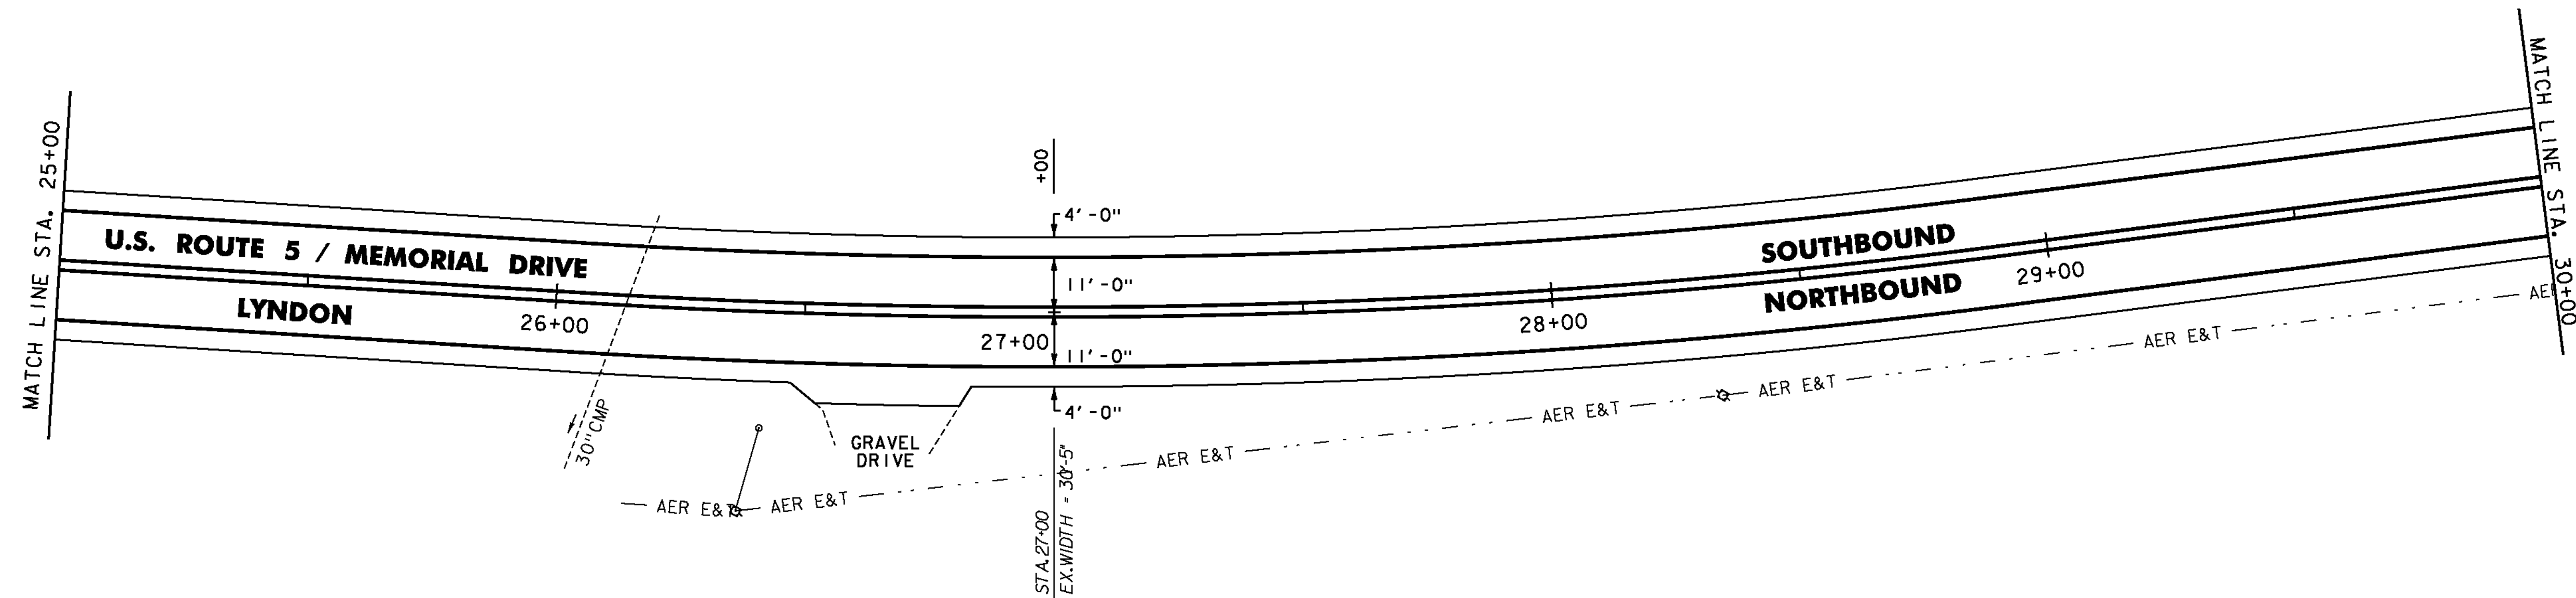 MATCH LINE STA. 25+00
U.S. ROUTE 5 / MEMORIAL DRIVE
LYNDON
26+00
30"CMP
+00
4'-0"
11'-0"
27+00
11'-0"
4'-0"
GRAVEL
DRIVE
AER E&T
AER E&T
AER E&T
AER E&T
AER E&T
AER E&T
AE
STA.27+00
EX.WIDTH = 30'-5"
28+00
SOUTHBOUND
NORTHBOUND
29+00
MATCH LINE STA. 30+00